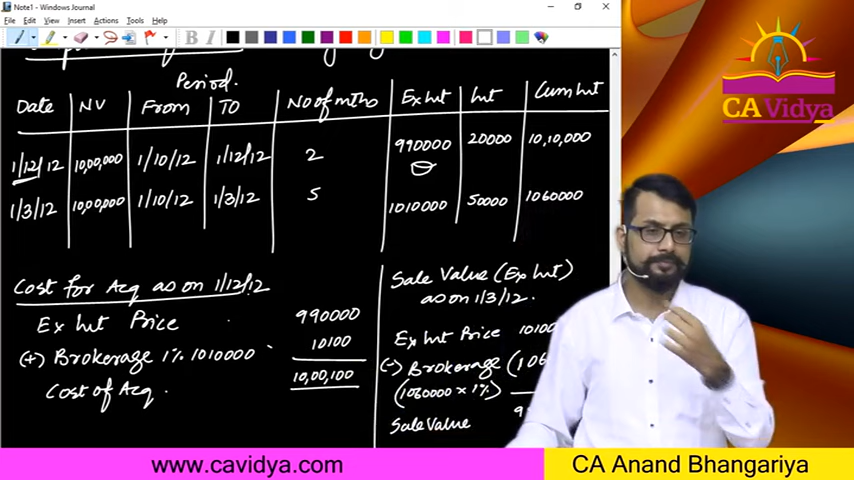 Note1 - Windows Journal
File Edit View Insert Actions Tools Help
CA Vidya
Period.
Date NV From TO No of mths Ex Int Int Cum Int
1/12/12 10,00,000 1/10/12 1/12/12 2 990000 20000 10,10,000
1/3/12 10,00,000 1/10/12 1/3/12 5 1010000 50000 1060000
Cost for Acq as on 1/12/12
Ex Int Price 990000
(+) Brokerage 1% 1010000 10100
Cost of Acq. 10,00,100
Sale Value (Ex Int)
as on 1/3/12.
Ex Int Price
(-) Brokerage
(1060000 x 1%)
Sale Value
www.cavidya.com
CA Anand Bhangariya